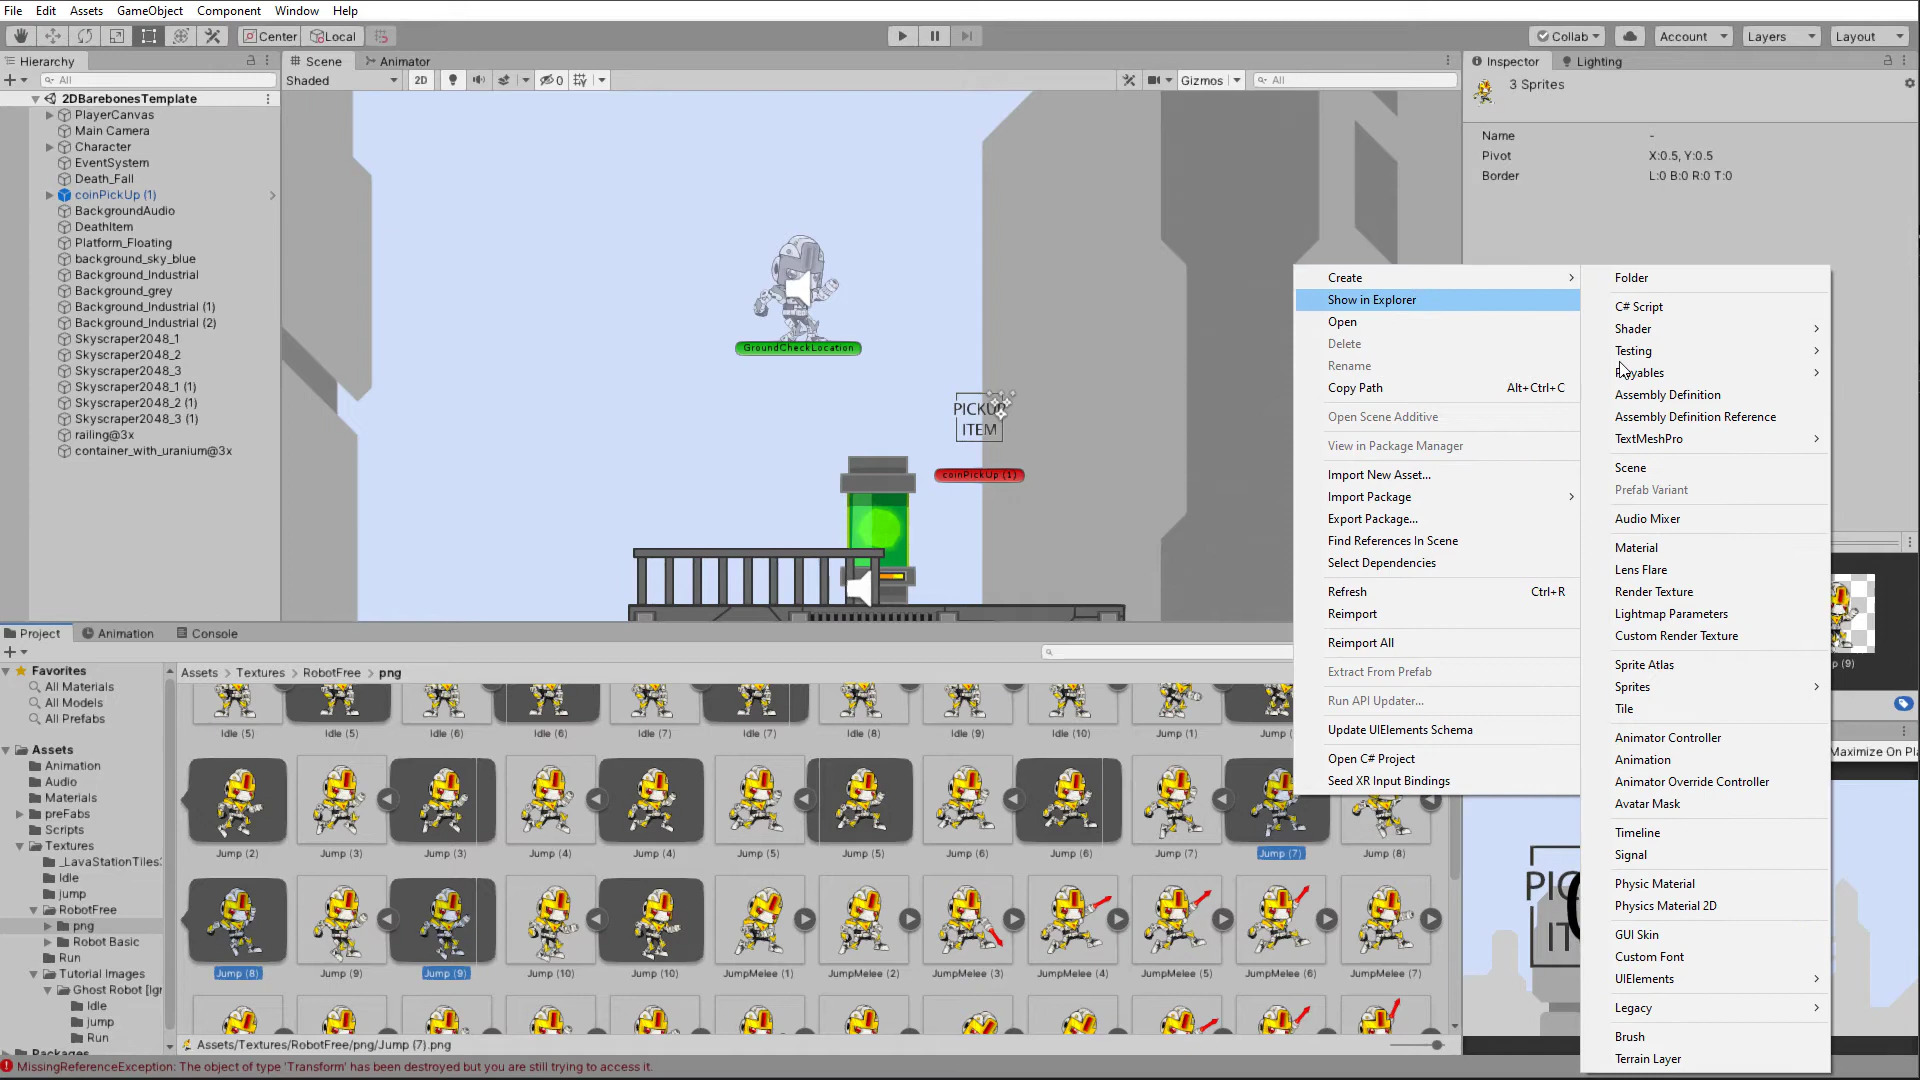 File Edit Assets GameObject Component Window Help
Center Local Collab Account Layers Layout
Hierarchy
All
2DBarebonesTemplate
PlayerCanvas
Main Camera
Character
EventSystem
Death_Fall
coinPickUp (1)
BackgroundAudio
DeathItem
Platform_Floating
background_sky_blue
Background_Industrial
Background_grey
Background_Industrial (1)
Background_Industrial (2)
Skyscraper2048_1
Skyscraper2048_2
Skyscraper2048_3
Skyscraper2048_1 (1)
Skyscraper2048_2 (1)
Skyscraper2048_3 (1)
railing@3x
container_with_uranium@3x
Scene Animator
Shaded 2D 0 Gizmos All
GroundCheckLocation
PICKUP
ITEM
coinPickUp (1)
Inspector Lighting
3 Sprites
Name -
Pivot X:0.5, Y:0.5
Border L:0 B:0 R:0 T:0
Create
Show in Explorer
Open
Delete
Rename
Copy Path Alt+Ctrl+C
Open Scene Additive
View in Package Manager
Import New Asset...
Import Package
Export Package...
Find References In Scene
Select Dependencies
Refresh Ctrl+R
Reimport
Reimport All
Extract From Prefab
Run API Updater...
Update UIElements Schema
Open C# Project
Seed XR Input Bindings
Folder
C# Script
Shader
Testing
Playables
Assembly Definition
Assembly Definition Reference
TextMeshPro
Scene
Prefab Variant
Audio Mixer
Material
Lens Flare
Render Texture
Lightmap Parameters
Custom Render Texture
Sprite Atlas
Sprites
Tile
Animator Controller
Animation
Animator Override Controller
Avatar Mask
Timeline
Signal
Physic Material
Physics Material 2D
GUI Skin
Custom Font
UIElements
Legacy
Brush
Terrain Layer
(9)
Maximize On Pl
PIC
IT
Project Animation Console
Favorites
All Materials
All Models
All Prefabs
Assets
Animation
Audio
Materials
preFabs
Scripts
Textures
_LavaStationTiles
Idle
jump
RobotFree
png
Robot Basic
Run
Tutorial Images
Ghost Robot [Ig
Idle
jump
Run
Packages
Assets > Textures > RobotFree > png
Idle (5) Idle (5) Idle (6) Idle (6) Idle (7) Idle (7) Idle (8) Idle (9) Idle (10) Jump (1) Jump
Jump (2) Jump (3) Jump (3) Jump (4) Jump (4) Jump (5) Jump (5) Jump (6) Jump (6) Jump (7) Jump (7) Jump (8)
Jump (8) Jump (9) Jump (9) Jump (10) Jump (10) JumpMelee (1) JumpMelee (2) JumpMelee (3) JumpMelee (4) JumpMelee (5) JumpMelee (6) JumpMelee (7)
Assets/Textures/RobotFree/png/Jump (7).png
MissingReferenceException: The object of type 'Transform' has been destroyed but you are still trying to access it.